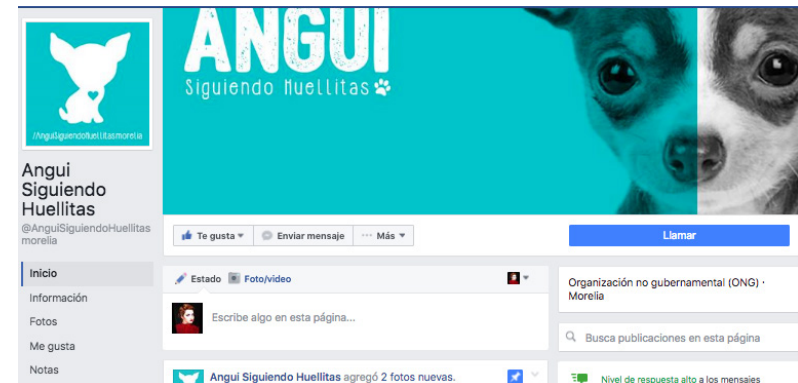 ANGUI
Siguiendo Huellitas
//AnguiSiguiendoHuellitasmorelia
Angui
Siguiendo
Huellitas
@AnguiSiguiendoHuellitas
morelia
Te gusta
Enviar mensaje
··· Más
Llamar
Inicio
Información
Fotos
Me gusta
Notas
Estado
Foto/video
Escribe algo en esta página...
Angui Siguiendo Huellitas agregó 2 fotos nuevas.
Organización no gubernamental (ONG) ·
Morelia
Busca publicaciones en esta página
Nivel de respuesta alto a los mensajes